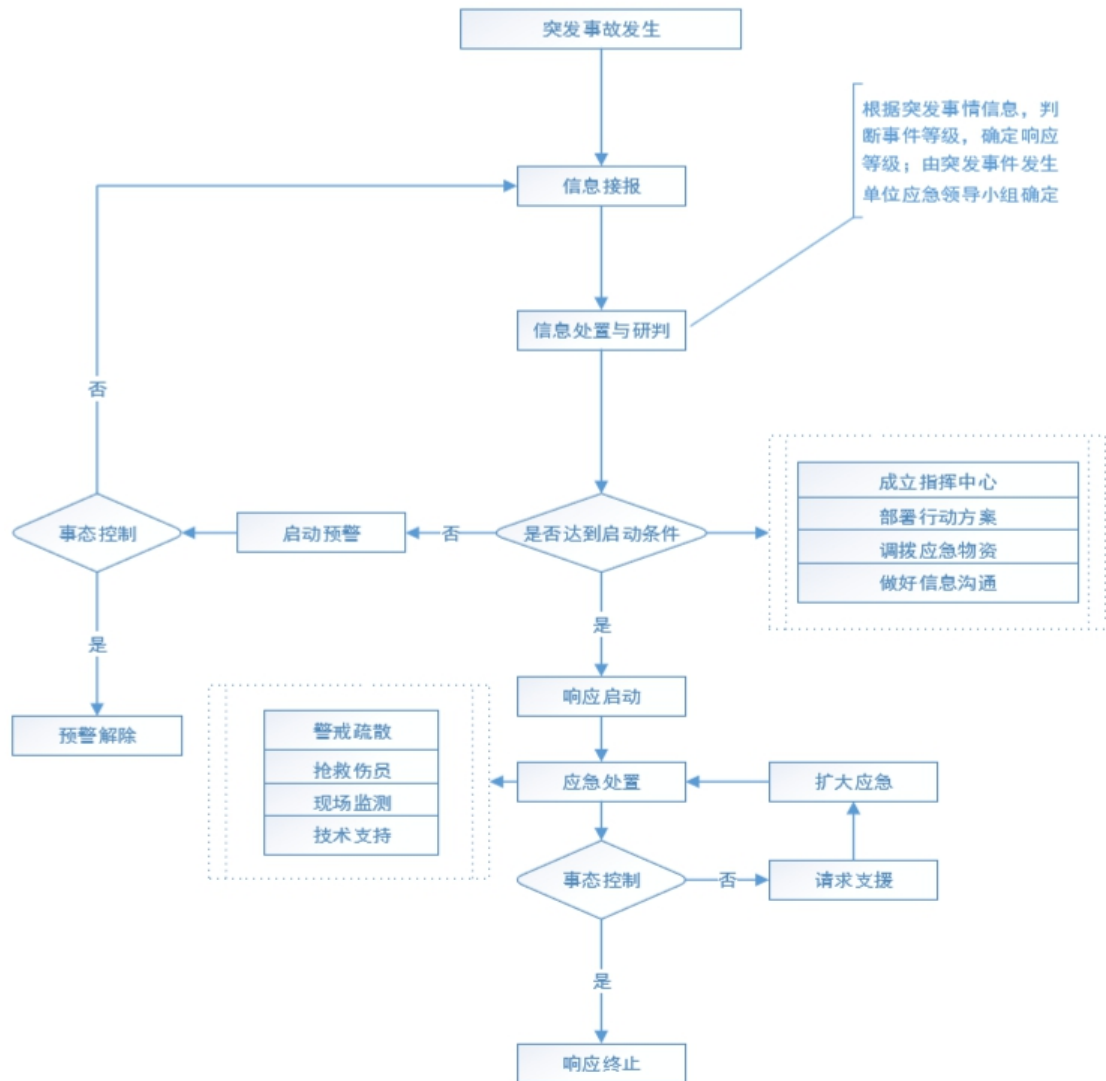 突发事故发生
根据突发事情信息，判
断事件等级，确定响应
等级；由突发事件发生
单位应急领导小组确定
信息接报
信息处置与研判
否
成立指挥中心
部署行动方案
调拨应急物资
做好信息沟通
事态控制
启动预警
否
是否达到启动条件
是
是
响应启动
预警解除
警戒疏散
抢救伤员
现场监测
技术支持
应急处置
扩大应急
事态控制
否
请求支援
是
响应终止